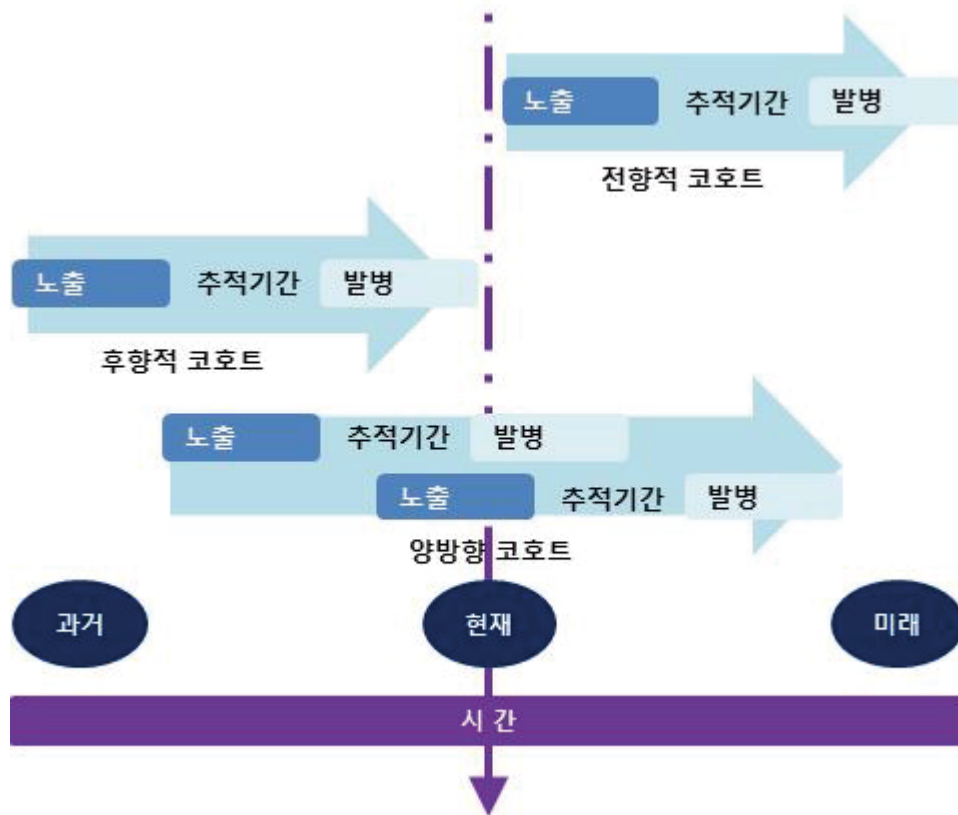 노출 추적기간 발병
전향적 코호트
노출 추적기간 발병
후향적 코호트
노출 추적기간 발병
노출 추적기간 발병
양방향 코호트
과거 현재 미래
시 간